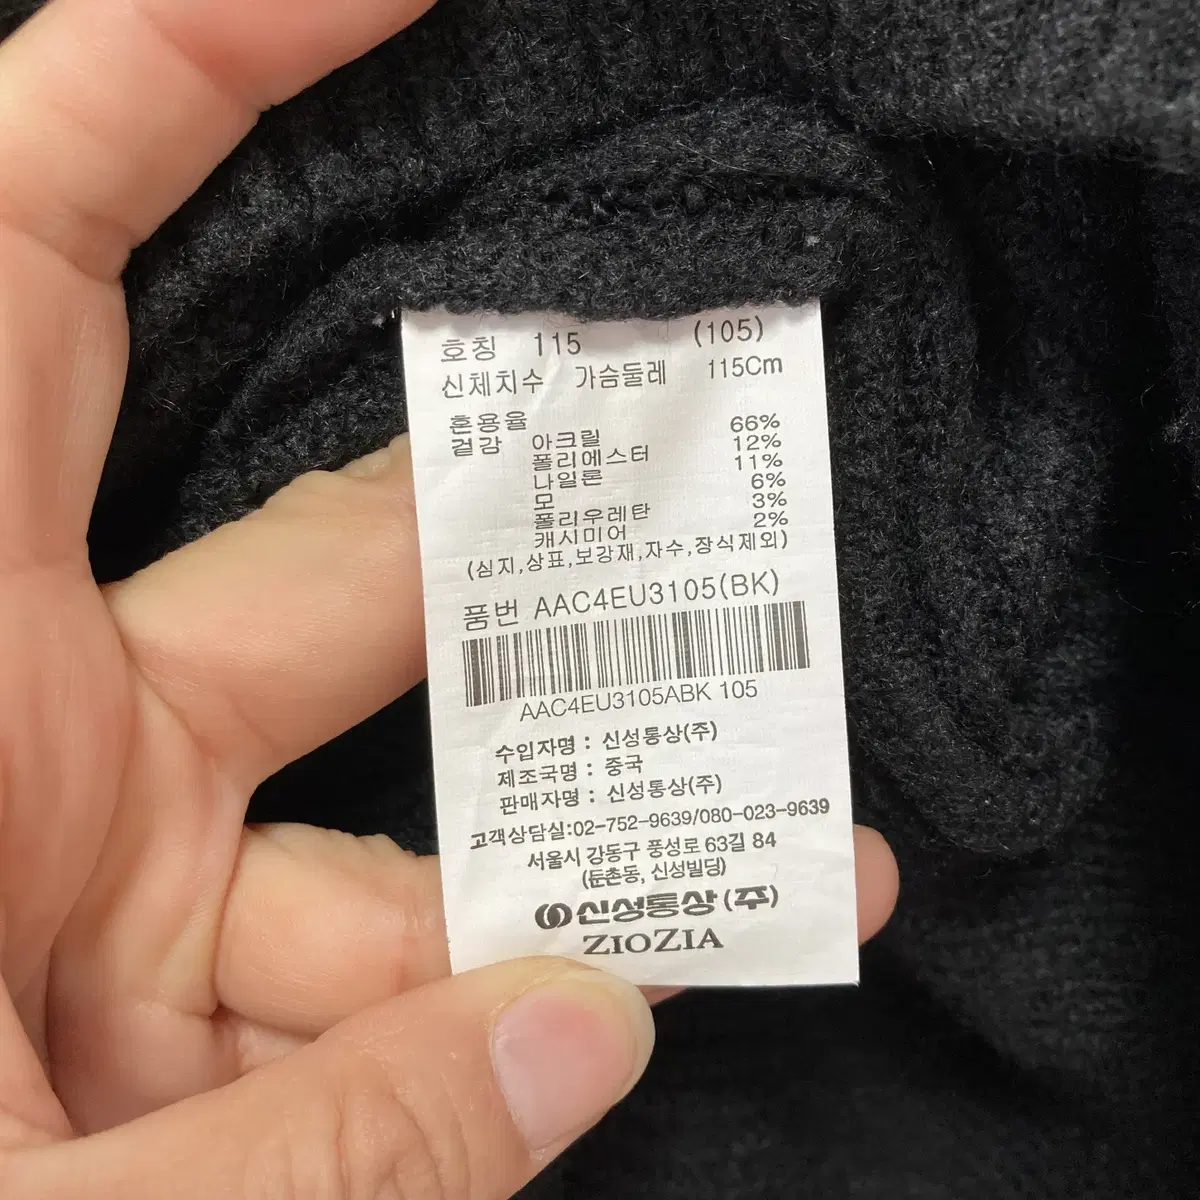 호칭 115 (105)
신체치수 가슴둘레 115Cm
혼용율
겉감 아크릴 66%
폴리에스터 12%
나일론 11%
모 6%
폴리우레탄 3%
캐시미어 2%
(심지,상표,보강재,자수,장식제외)
품번 AAC4EU3105(BK)
AAC4EU3105ABK 105
수입자명 : 신성통상(주)
제조국명 : 중국
판매자명 : 신성통상(주)
고객상담실:02-752-9639/080-023-9639
서울시 강동구 풍성로 63길 84
(둔촌동, 신성빌딩)
신성통상(주)
ZIOZIA